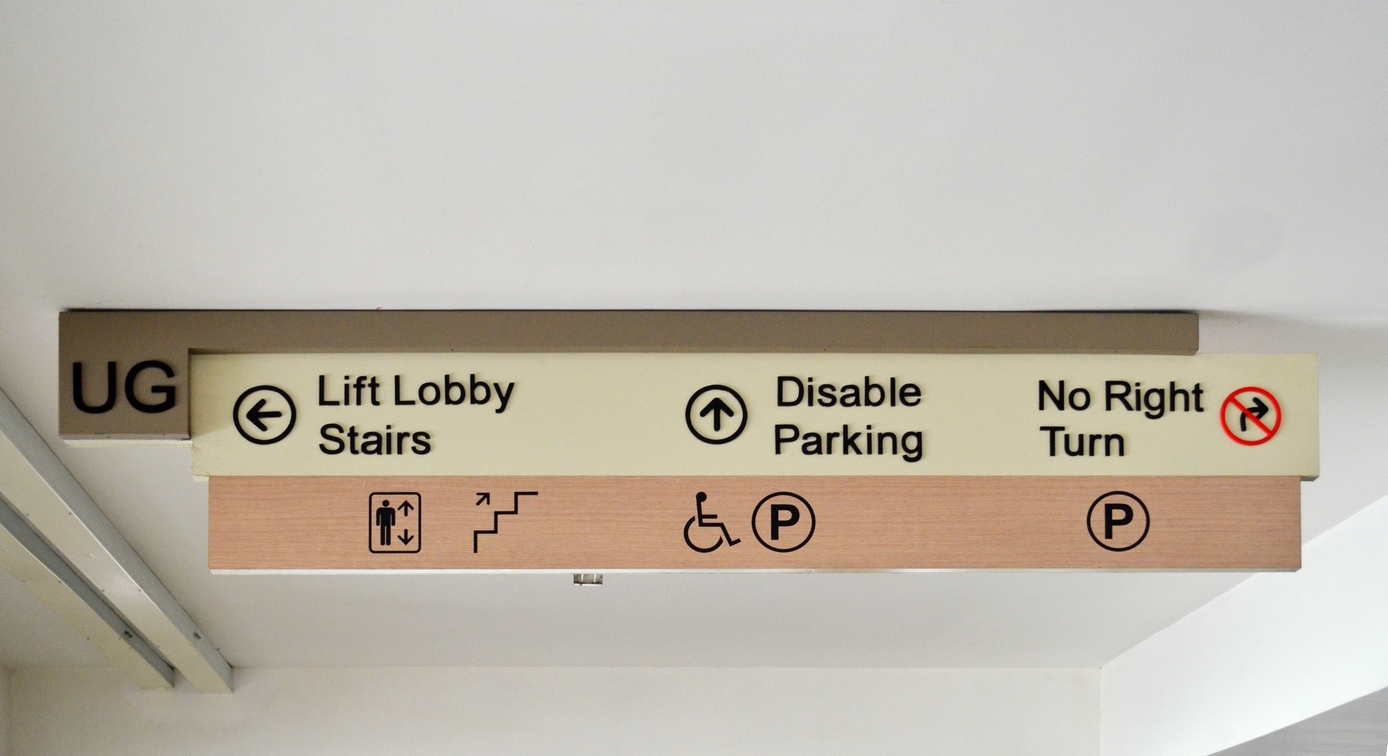 UG
Lift Lobby
Stairs
Disable
Parking
No Right
Turn
P
P